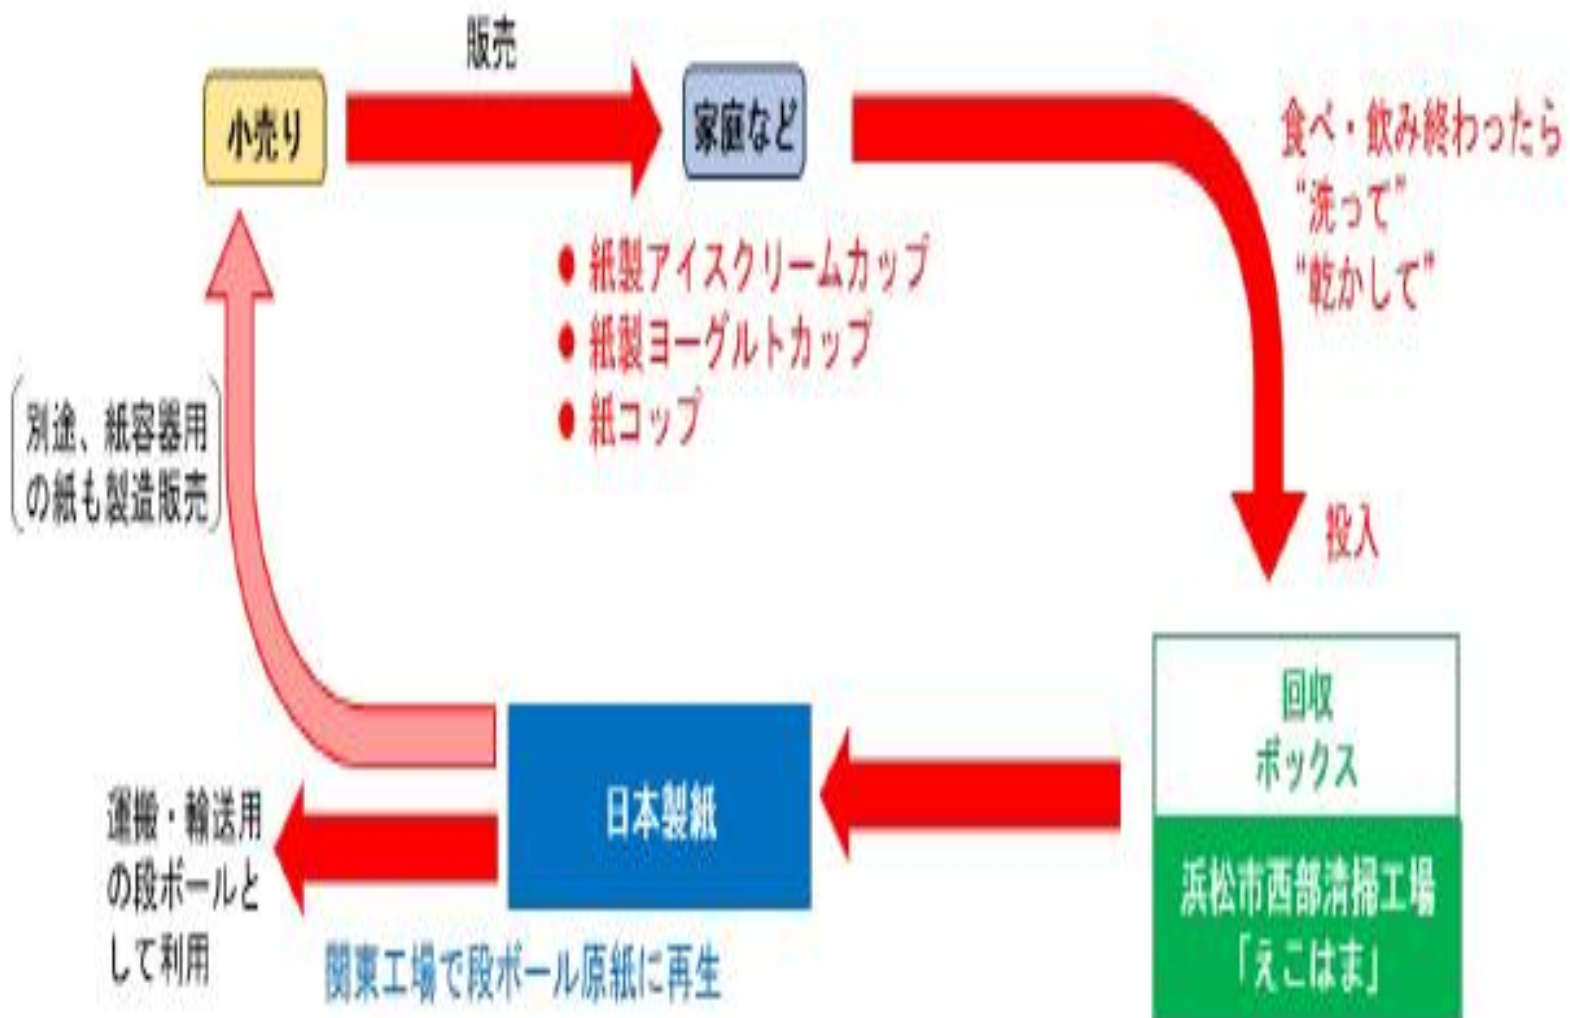 販売
小売り
家庭など
食べ・飲み終わったら
“洗って”
“乾かして”
● 紙製アイスクリームカップ
● 紙製ヨーグルトカップ
● 紙コップ
別途、紙容器用
の紙も製造販売
投入
回収
ボックス
浜松市西部清掃工場
「えこはま」
日本製紙
運搬・輸送用
の段ボールと
して利用
関東工場で段ボール原紙に再生